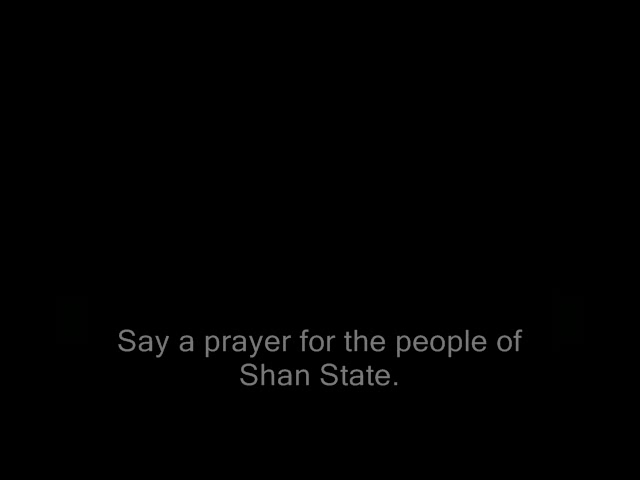 Say a prayer for the people of
Shan State.